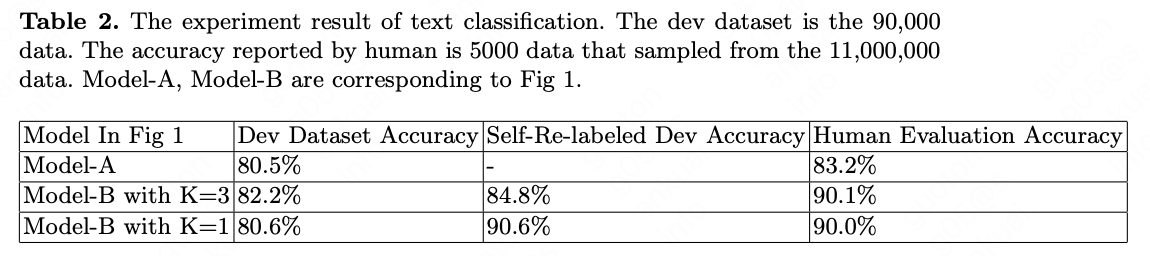 Table 2. The experiment result of text classification. The dev dataset is the 90,000
data. The accuracy reported by human is 5000 data that sampled from the 11,000,000
data. Model-A, Model-B are corresponding to Fig 1.
Model In Fig 1 Dev Dataset Accuracy Self-Re-labeled Dev Accuracy Human Evaluation Accuracy
Model-A 80.5% - 83.2%
Model-B with K=3 82.2% 84.8% 90.1%
Model-B with K=1 80.6% 90.6% 90.0%